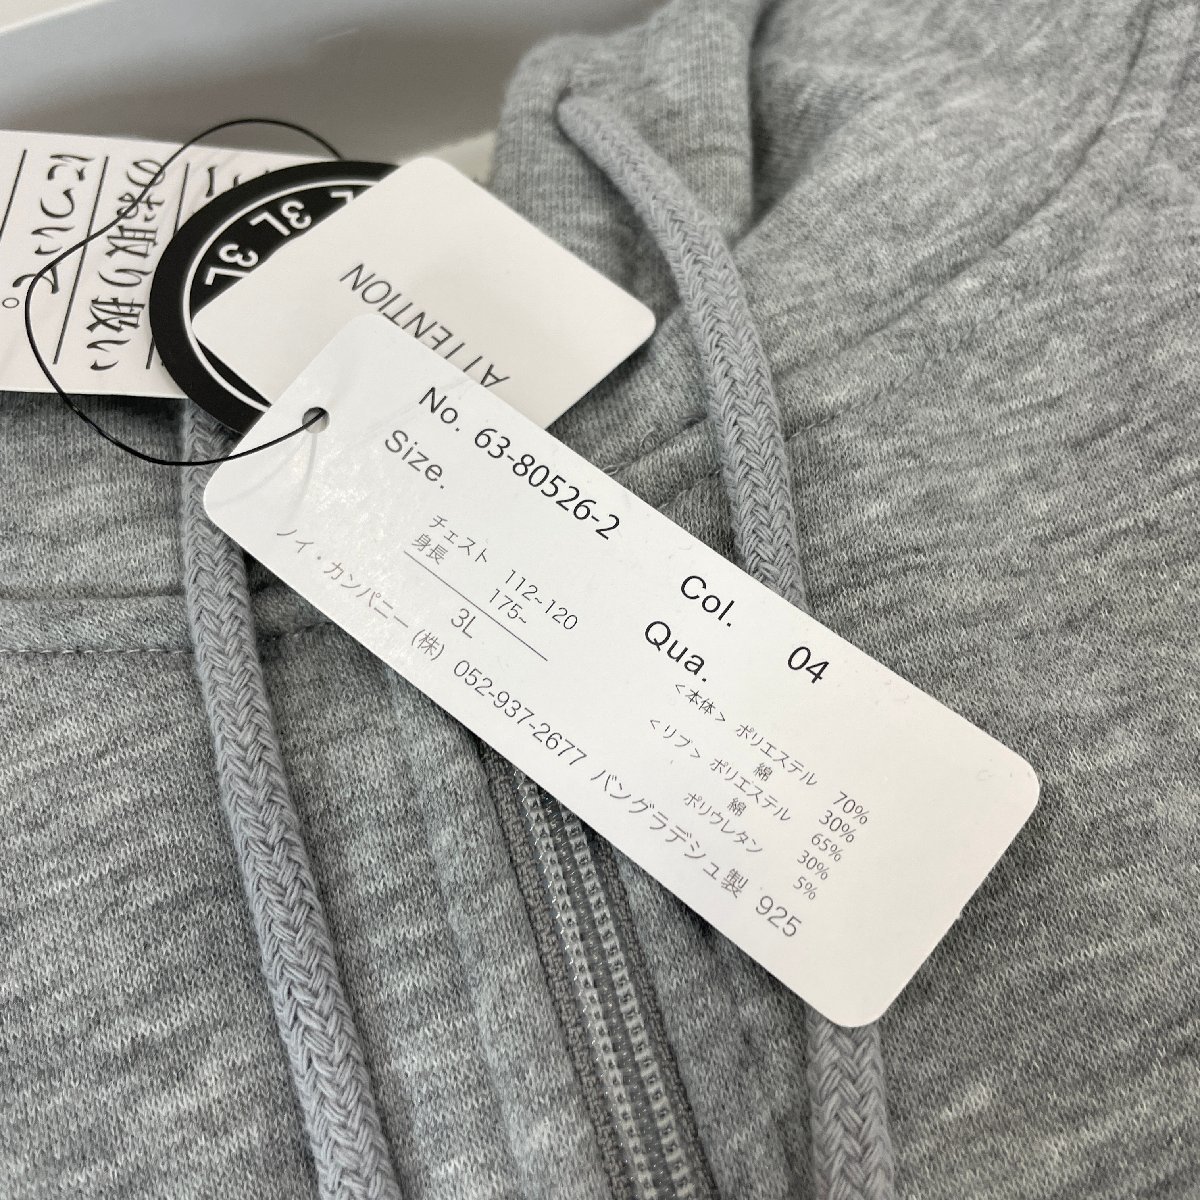 No. 63-80526-2
Size.
チェスト 112~120
身長 175~
3L
ノイ・カンパニー (株) 052-937-2677 バングラデシュ製 925
Col. 04
Qua.
<本体> ポリエステル 70%
綿 30%
<リブ> ポリエステル 65%
綿 30%
ポリウレタン 5%
ATTENTION
3L 3L
のお取り扱い
について。